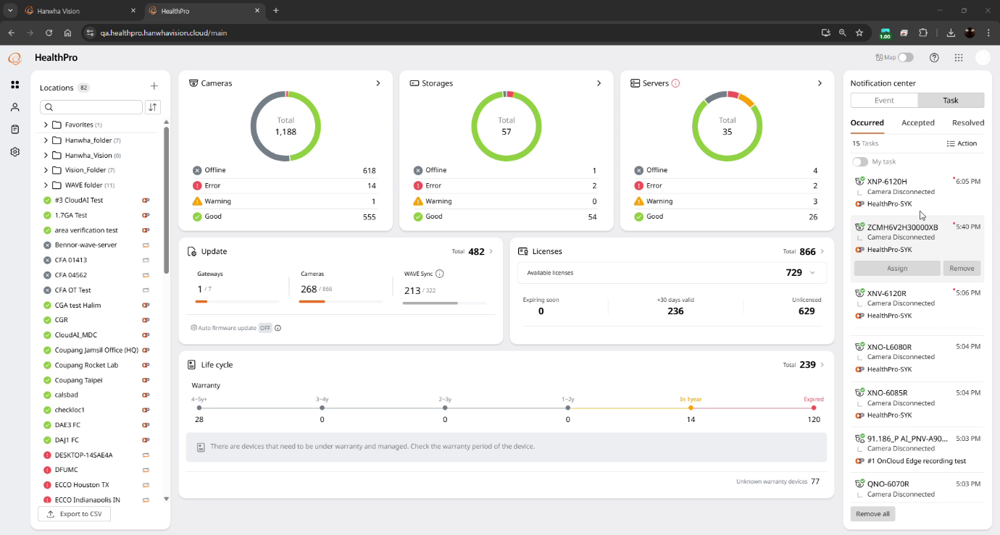 Hanwha Vision
HealthPro
qa.healthpro.hanwhavision.cloud/main
1.00
HealthPro
Map
Locations 82
Favorites (1)
Hanwha_folder (7)
Hanwha_Vision (0)
Vision_Folder (7)
WAVE folder (11)
#3 CloudAI Test
1.7GA Test
area verification test
Bennor-wave-server
CFA 01413
CFA 04562
CFA OT Test
CGA test Halim
CGR
CloudAI_MDC
Coupang Jamsil Office (HQ)
Coupang Rocket Lab
Coupang Taipei
calsbad
checkloc1
DAE3 FC
DAJ1 FC
DESKTOP-14SAE4A
DFUMC
ECCO Houston TX
ECCO Indianapolis IN
Export to CSV
Cameras
Total
1,188
Offline 618
Error 14
Warning 1
Good 555
Storages
Total
57
Offline 1
Error 2
Warning 0
Good 54
Servers
Total
35
Offline 4
Error 2
Warning 3
Good 26
Update Total 482
Gateways
1 / 7
Cameras
268 / 866
WAVE Sync
213 / 322
Auto firmware update OFF
Licenses Total 866
Available licenses 729
Expiring soon
0
+30 days valid
236
Unlicensed
629
Life cycle Total 239
Warranty
4~5y+ 3~4y 2~3y 1~2y In 1year Expired
28 0 0 0 14 120
There are devices that need to be under warranty and managed. Check the warranty period of the device.
Unknown warranty devices 77
Notification center
Event Task
Occurred Accepted Resolved
15 Tasks Action
My task
XNP-6120H 6:05 PM
Camera Disconnected
HealthPro-SYK
ZCMH6V2H30000XB 5:40 PM
Camera Disconnected
HealthPro-SYK
Assign Remove
XNV-6120R 5:06 PM
Camera Disconnected
HealthPro-SYK
XNO-L6080R 5:04 PM
Camera Disconnected
HealthPro-SYK
XNO-6085R 5:04 PM
Camera Disconnected
HealthPro-SYK
91.186_P AI_PNV-A90... 5:03 PM
Camera Disconnected
#1 OnCloud Edge recording test
QNO-6070R 5:03 PM
Camera Disconnected
Remove all